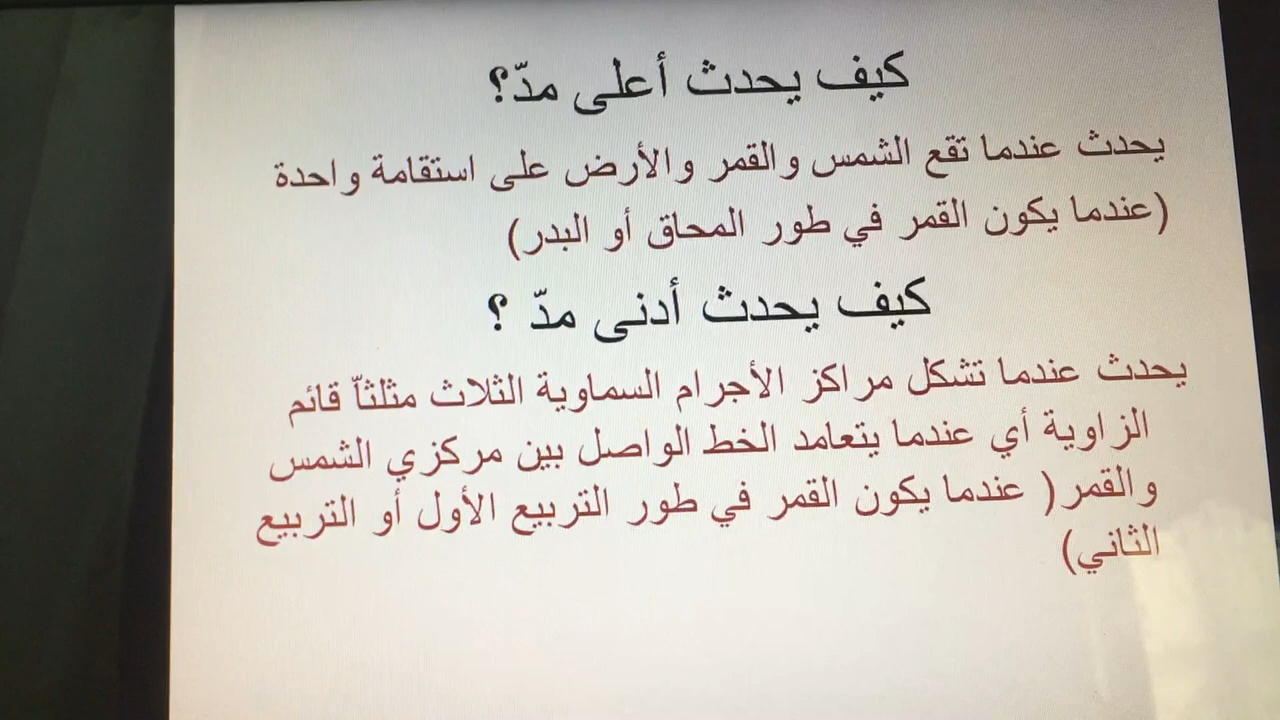 كيف يحدث أعلى مدّ؟
يحدث عندما تقع الشمس والقمر والأرض على استقامة واحدة
(عندما يكون القمر في طور المحاق أو البدر)
كيف يحدث أدنى مدّ ؟
يحدث عندما تشكل مراكز الأجرام السماوية الثلاث مثلثاّ قائم
الزاوية أي عندما يتعامد الخط الواصل بين مركزي الشمس
والقمر( عندما يكون القمر في طور التربيع الأول أو التربيع
الثاني)